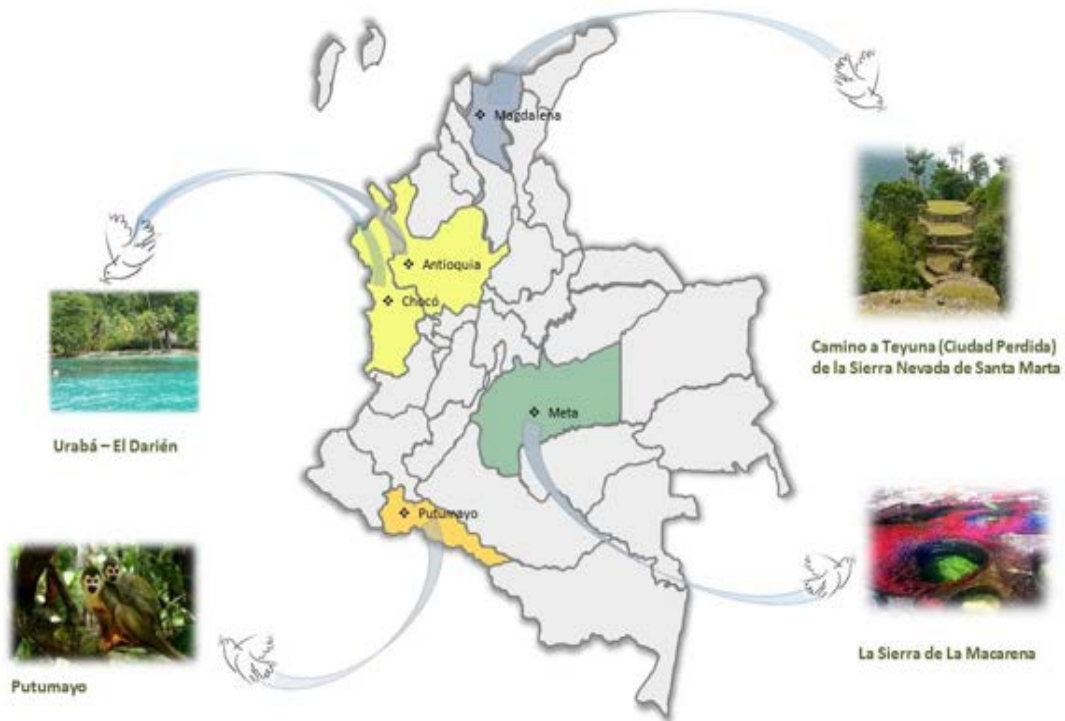 Magdalena
Antioquia
Chocó
Camino a Teyuna (Ciudad Perdida)
de la Sierra Nevada de Santa Marta
Meta
Urabá – El Darién
Putumayo
La Sierra de La Macarena
Putumayo